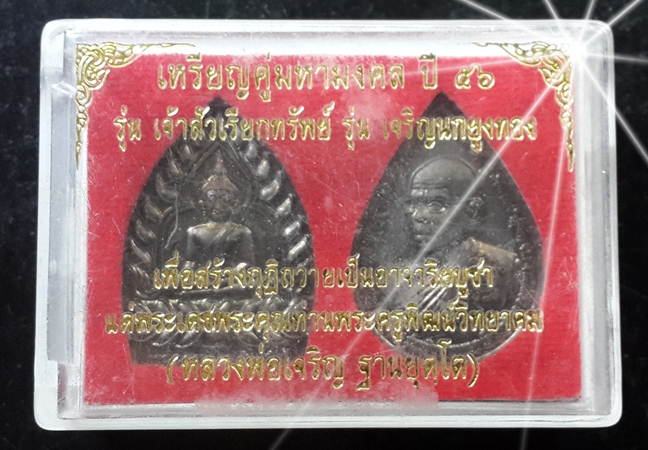 เหรียญคู่มหามงคล ปี ๕๖
รุ่น เจ้าสัวเรียกทรัพย์ รุ่น เจริญนกยูงทอง
เพื่อสร้างกุฏิถวายเป็นอาจาริยบูชา
แด่พระเดชพระคุณท่านพระครูพิพัฒน์วิทยาคม
(หลวงพ่อเจริญ ฐานยุตฺโต)